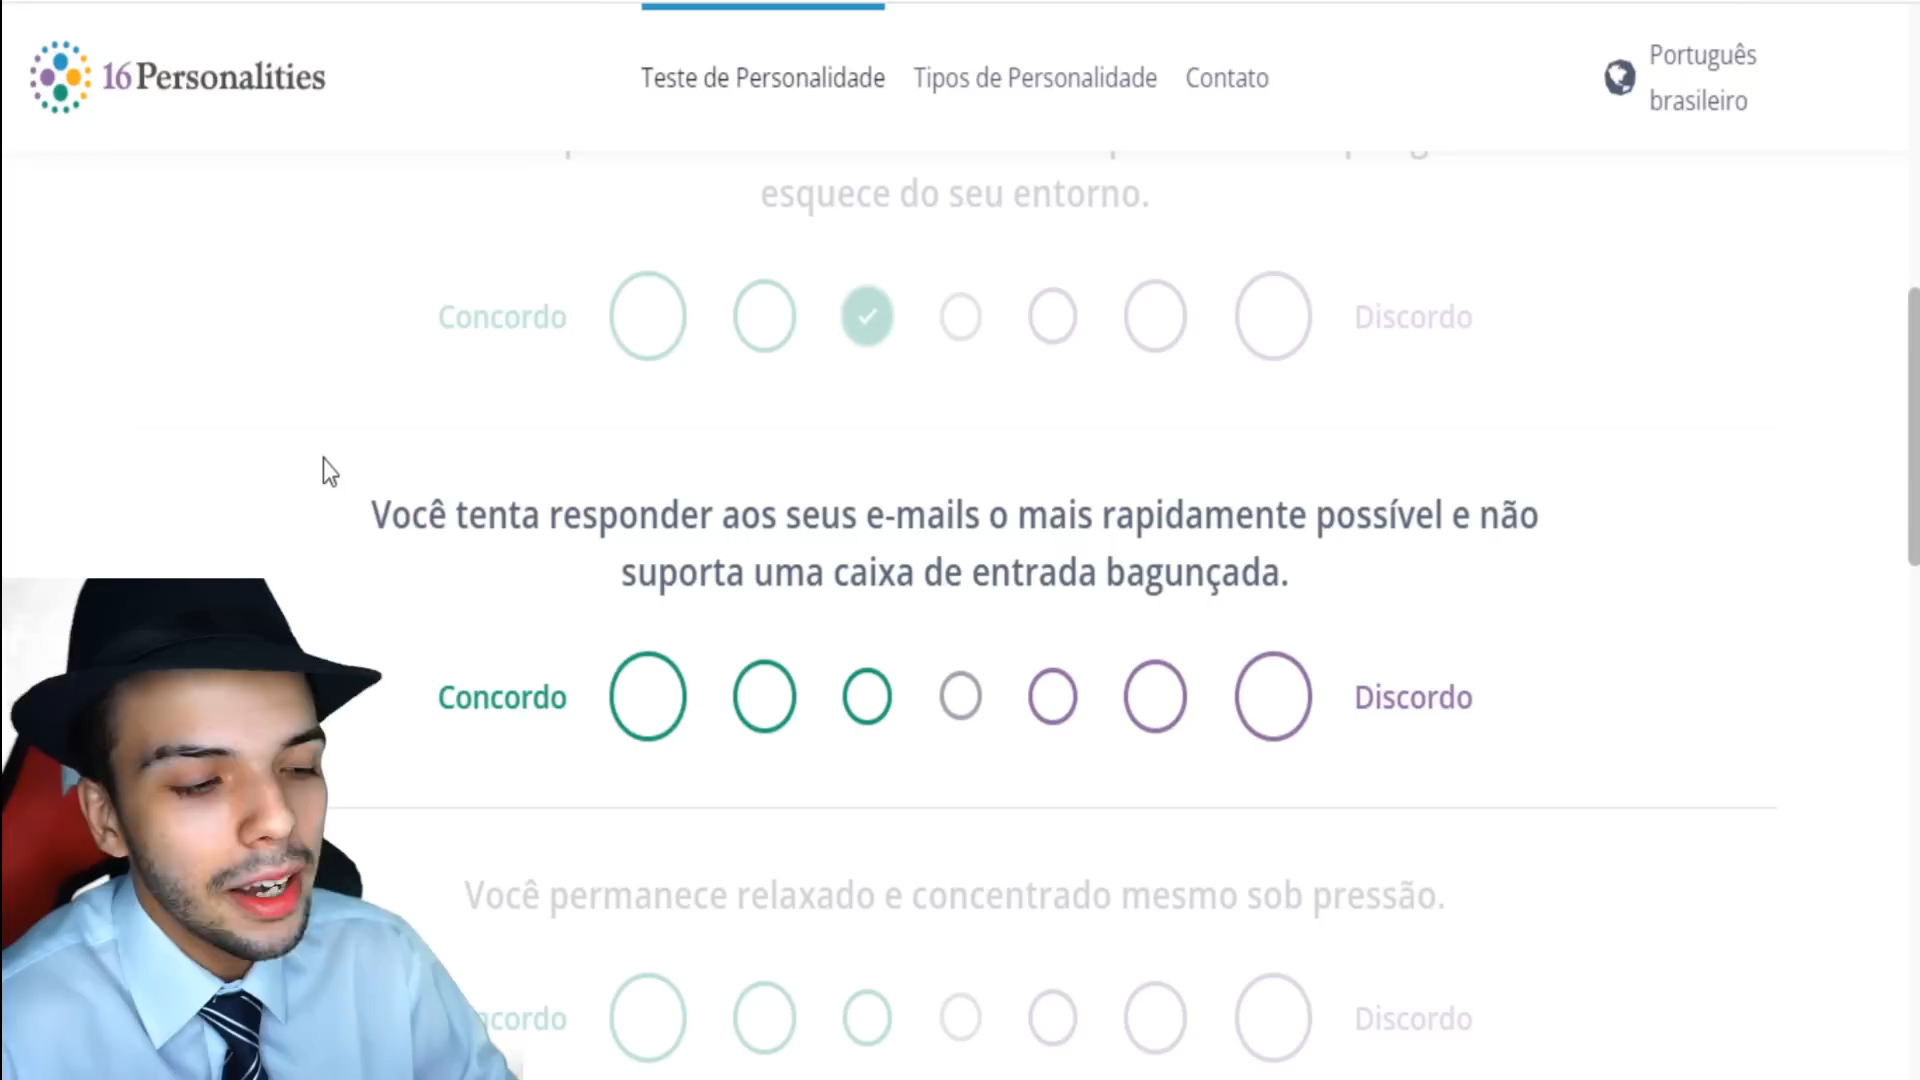 16Personalities
Teste de Personalidade
Tipos de Personalidade
Contato
Português
brasileiro
esquece do seu entorno.
Concordo
Discordo
Você tenta responder aos seus e-mails o mais rapidamente possível e não
suporta uma caixa de entrada bagunçada.
Concordo
Discordo
Você permanece relaxado e concentrado mesmo sob pressão.
Discordo